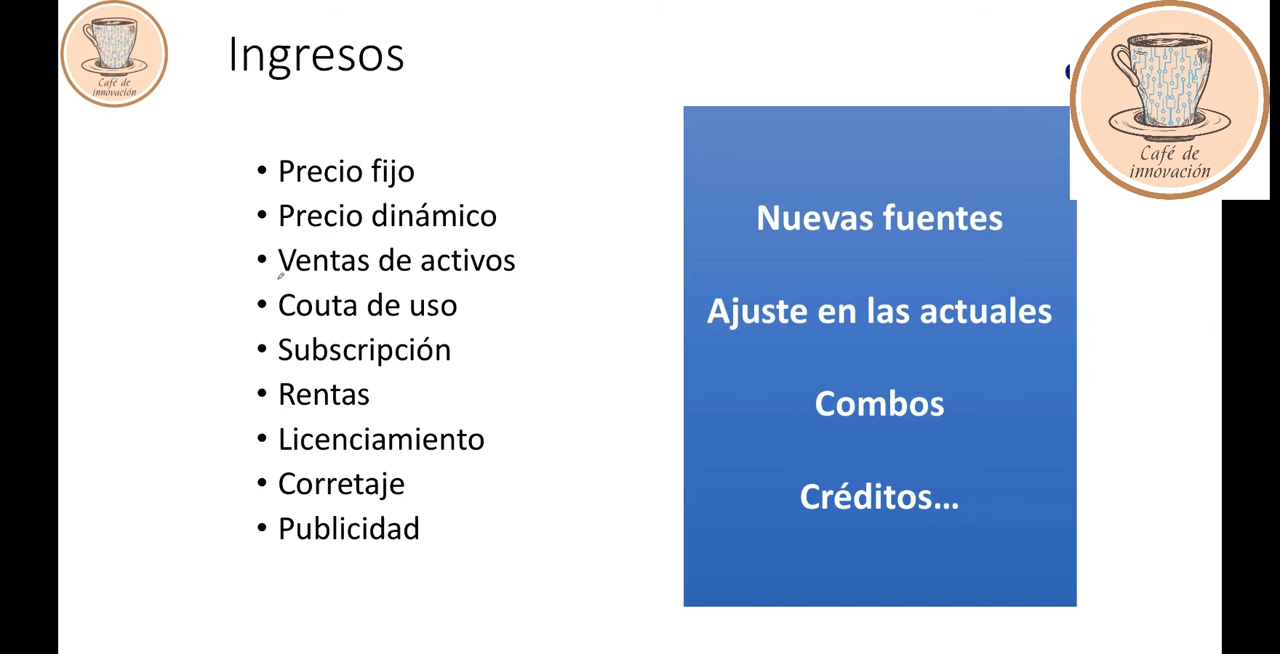 Café de
innovación
Ingresos
Café de
innovación
• Precio fijo
• Precio dinámico
• Ventas de activos
• Couta de uso
• Subscripción
• Rentas
• Licenciamiento
• Corretaje
• Publicidad
Nuevas fuentes
Ajuste en las actuales
Combos
Créditos...